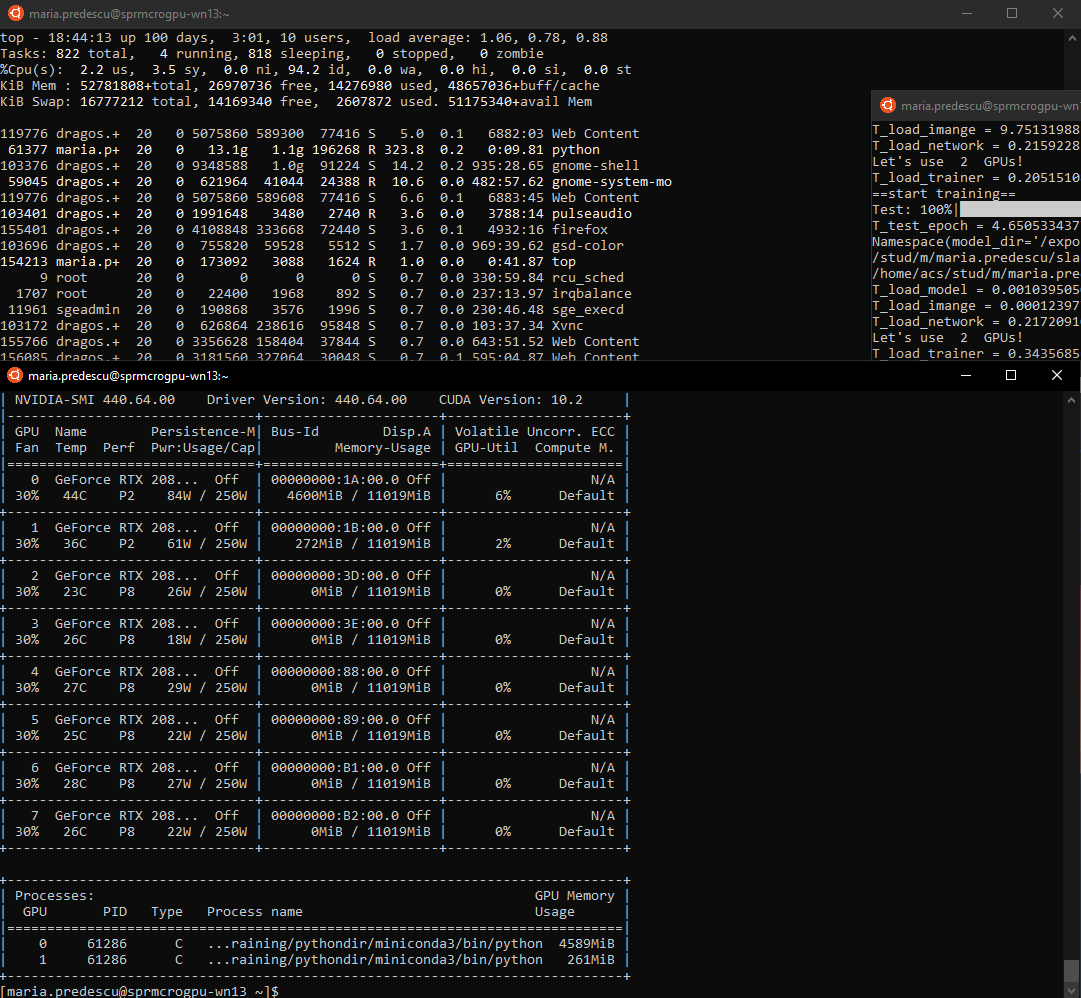 maria.predescu@sprmcrogpu-wn13:~
top - 18:44:13 up 100 days,  3:01, 10 users,  load average: 1.06, 0.78, 0.88
Tasks: 822 total,   4 running, 818 sleeping,   0 stopped,   0 zombie
%Cpu(s):  2.2 us,  3.5 sy,  0.0 ni, 94.2 id,  0.0 wa,  0.0 hi,  0.0 si,  0.0 st
KiB Mem : 52781808+total, 26970736 free, 14276980 used, 48657036+buff/cache
KiB Swap: 16777212 total, 14169340 free,  2607872 used. 51175340+avail Mem
119776 dragos.+  20   0 5075860 589300  77416 S   5.0  0.1   6882:03 Web Content
61377 maria.p+  20   0   13.1g   1.1g 196268 R 323.8  0.2   0:09.81 python
103376 dragos.+  20   0 9348588   1.0g  91224 S  14.2  0.2 935:28.65 gnome-shell
59045 dragos.+  20   0  621964  41044  24388 R  10.6  0.0 482:57.62 gnome-system-mo
119776 dragos.+  20   0 5075860 589608  77416 S   6.6  0.1   6883:45 Web Content
103401 dragos.+  20   0 1991648   3480   2740 R   3.6  0.0   3788:14 pulseaudio
155401 dragos.+  20   0 4108848 333668  72440 S   3.6  0.1   4932:16 firefox
103696 dragos.+  20   0  755820  59528   5512 S   1.7  0.0 969:39.62 gsd-color
154213 maria.p+  20   0  173092   3088   1624 R   1.0  0.0   0:41.87 top
9 root      20   0       0      0      0 S   0.7  0.0 330:59.84 rcu_sched
1707 root      20   0   22400   1968    892 S   0.7  0.0 237:13.97 irqbalance
11961 sgeadmin  20   0  190868   3576   1996 S   0.7  0.0 230:46.48 sge_execd
103172 dragos.+  20   0  626864 238616  95848 S   0.7  0.0 103:37.34 Xvnc
155766 dragos.+  20   0 3356628 158404  37844 S   0.7  0.0 643:51.52 Web Content
156085 dragos.+  20   0 3181560 327064  30048 S   0.7  0.1 595:04.87 Web Content
maria.predescu@sprmcrogpu-wn
T_load_imange = 9.75131988
T_load_network = 0.2159228
Let's use  2  GPUs!
T_load_trainer = 0.2051510
==start training==
Test: 100%|
T_test_epoch = 4.650533437
Namespace(model_dir='/expo
/stud/m/maria.predescu/sla
/home/acs/stud/m/maria.pre
T_load_model = 0.001039505
T_load_imange = 0.00012397
T_load_network = 0.2172091
Let's use  2  GPUs!
T_load_trainer = 0.3435685
maria.predescu@sprmcrogpu-wn13:~
| NVIDIA-SMI 440.64.00    Driver Version: 440.64.00    CUDA Version: 10.2     |
|-------------------------------+----------------------+----------------------+
| GPU  Name        Persistence-M| Bus-Id        Disp.A | Volatile Uncorr. ECC |
| Fan  Temp  Perf  Pwr:Usage/Cap|         Memory-Usage | GPU-Util  Compute M. |
|===============================+======================+======================|
|   0  GeForce RTX 208...  Off  | 00000000:1A:00.0 Off |                  N/A |
| 30%   44C    P2    84W / 250W |   4600MiB / 11019MiB |      6%      Default |
+-------------------------------+----------------------+----------------------+
|   1  GeForce RTX 208...  Off  | 00000000:1B:00.0 Off |                  N/A |
| 30%   36C    P2    61W / 250W |    272MiB / 11019MiB |      2%      Default |
+-------------------------------+----------------------+----------------------+
|   2  GeForce RTX 208...  Off  | 00000000:3D:00.0 Off |                  N/A |
| 30%   23C    P8    26W / 250W |      0MiB / 11019MiB |      0%      Default |
+-------------------------------+----------------------+----------------------+
|   3  GeForce RTX 208...  Off  | 00000000:3E:00.0 Off |                  N/A |
| 30%   26C    P8    18W / 250W |      0MiB / 11019MiB |      0%      Default |
+-------------------------------+----------------------+----------------------+
|   4  GeForce RTX 208...  Off  | 00000000:88:00.0 Off |                  N/A |
| 30%   27C    P8    29W / 250W |      0MiB / 11019MiB |      0%      Default |
+-------------------------------+----------------------+----------------------+
|   5  GeForce RTX 208...  Off  | 00000000:89:00.0 Off |                  N/A |
| 30%   25C    P8    22W / 250W |      0MiB / 11019MiB |      0%      Default |
+-------------------------------+----------------------+----------------------+
|   6  GeForce RTX 208...  Off  | 00000000:B1:00.0 Off |                  N/A |
| 30%   28C    P8    27W / 250W |      0MiB / 11019MiB |      0%      Default |
+-------------------------------+----------------------+----------------------+
|   7  GeForce RTX 208...  Off  | 00000000:B2:00.0 Off |                  N/A |
| 30%   26C    P8    22W / 250W |      0MiB / 11019MiB |      0%      Default |
+-------------------------------+----------------------+----------------------+
+-----------------------------------------------------------------------------+
| Processes:                                                       GPU Memory |
|  GPU       PID   Type   Process name                             Usage      |
|=============================================================================|
|    0     61286      C   ...raining/pythondir/miniconda3/bin/python  4589MiB |
|    1     61286      C   ...raining/pythondir/miniconda3/bin/python   261MiB |
+-----------------------------------------------------------------------------+
[maria.predescu@sprmcrogpu-wn13 ~]$